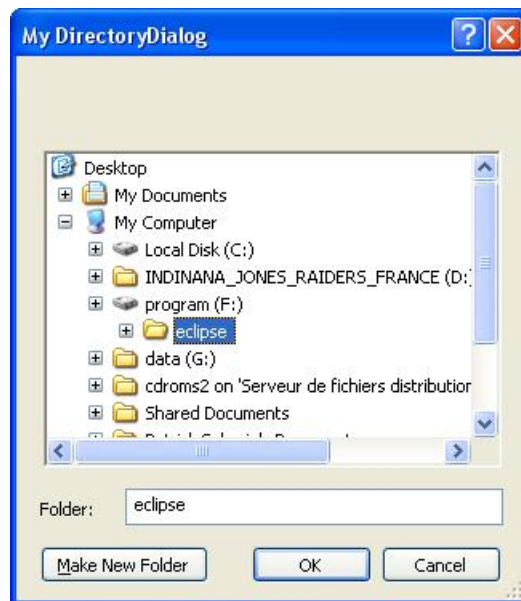 My DirectoryDialog
Desktop
My Documents
My Computer
Local Disk (C:)
INDINANA_JONES_RAIDERS_FRANCE (D:
program (F:)
eclipse
data (G:)
cdroms2 on 'Serveur de fichiers distribution
Shared Documents
Folder: eclipse
Make New Folder OK Cancel